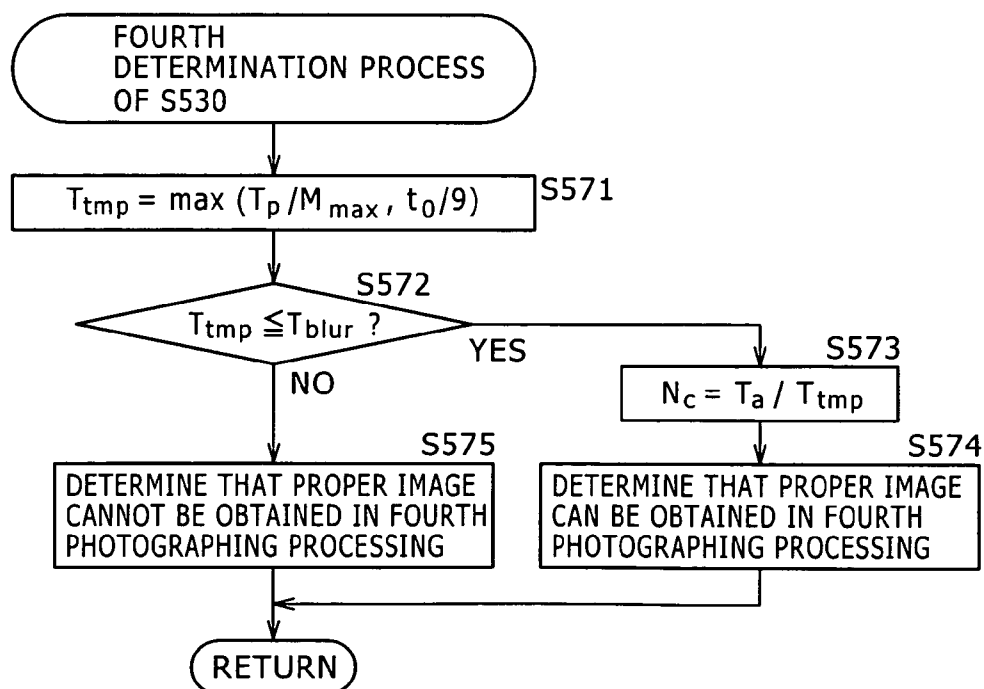 FOURTH
DETERMINATION PROCESS
OF S530
T_tmp = max (T_p/M_max, t_0/9)
S571
S572
T_tmp ≦ T_blur ?
YES
NO
S573
N_c = T_a / T_tmp
S575
DETERMINE THAT PROPER IMAGE
CANNOT BE OBTAINED IN FOURTH
PHOTOGRAPHING PROCESSING
S574
DETERMINE THAT PROPER IMAGE
CAN BE OBTAINED IN FOURTH
PHOTOGRAPHING PROCESSING
RETURN